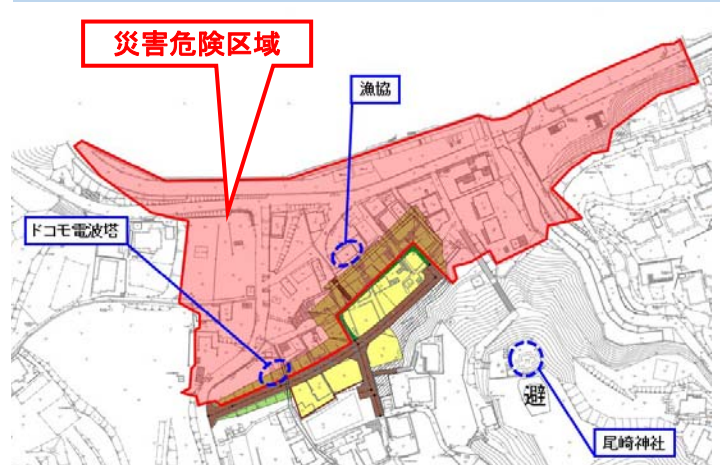 災害危険区域
漁協
ドコモ電波塔
避
尾崎神社